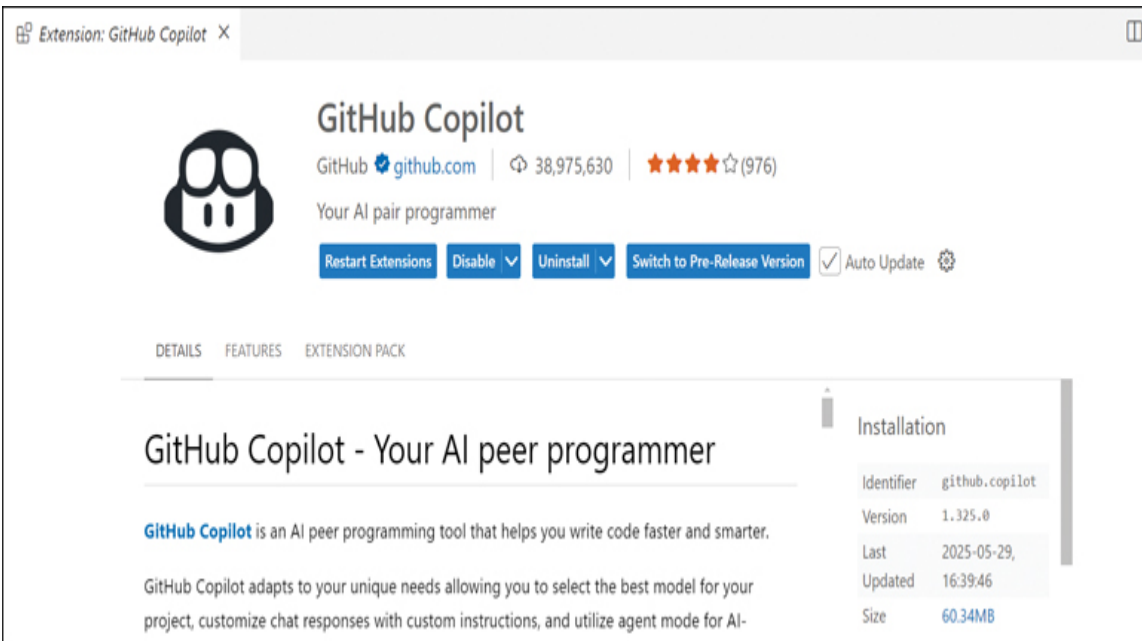 Extension: GitHub Copilot
GitHub Copilot
GitHub github.com 38,975,630 (976)
Your AI pair programmer
Restart Extensions Disable Uninstall Switch to Pre-Release Version Auto Update
DETAILS FEATURES EXTENSION PACK
GitHub Copilot - Your AI peer programmer
GitHub Copilot is an AI peer programming tool that helps you write code faster and smarter.
GitHub Copilot adapts to your unique needs allowing you to select the best model for your
project, customize chat responses with custom instructions, and utilize agent mode for AI-
Installation
Identifier github.copilot
Version 1.325.0
Last 2025-05-29,
Updated 16:39:46
Size 60.34MB